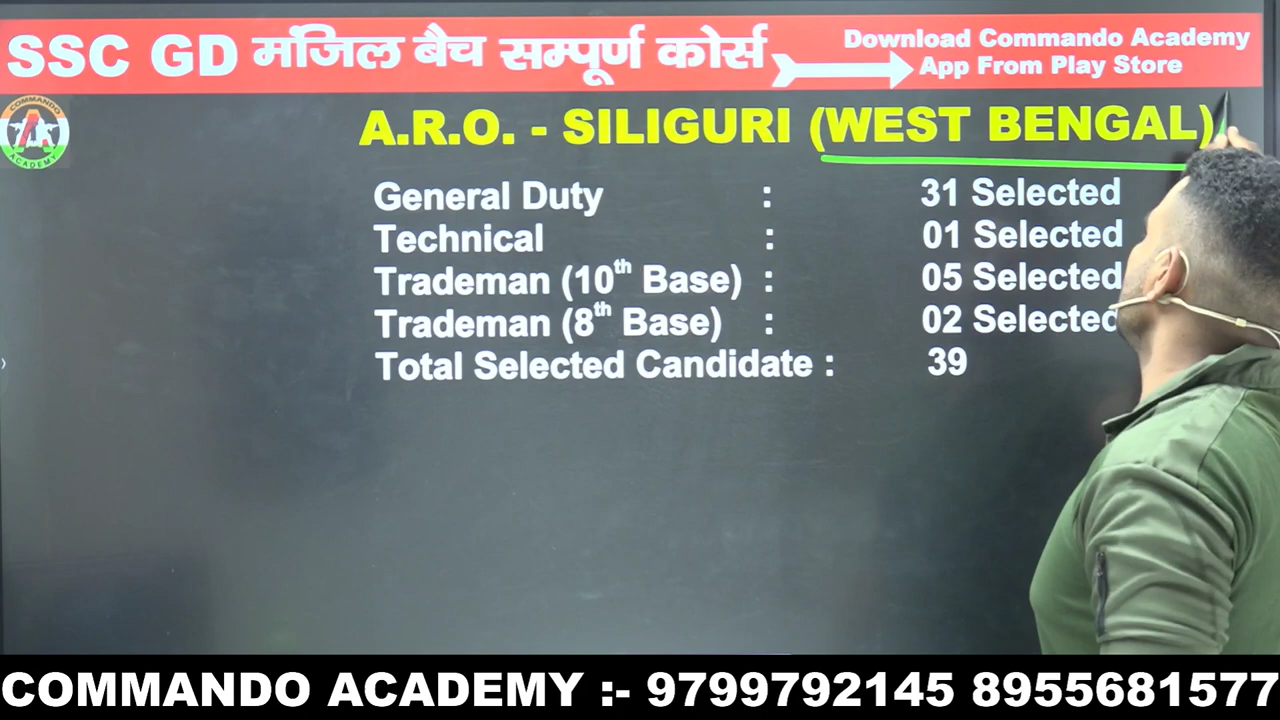 SSC GD मंजिल बैच सम्पूर्ण कोर्स
Download Commando Academy
App From Play Store
COMMANDO
ACADEMY
A.R.O. - SILIGURI (WEST BENGAL)
General Duty : 31 Selected
Technical : 01 Selected
Trademan (10th Base) : 05 Selected
Trademan (8th Base) : 02 Selected
Total Selected Candidate : 39
COMMANDO ACADEMY :- 9799792145 8955681577